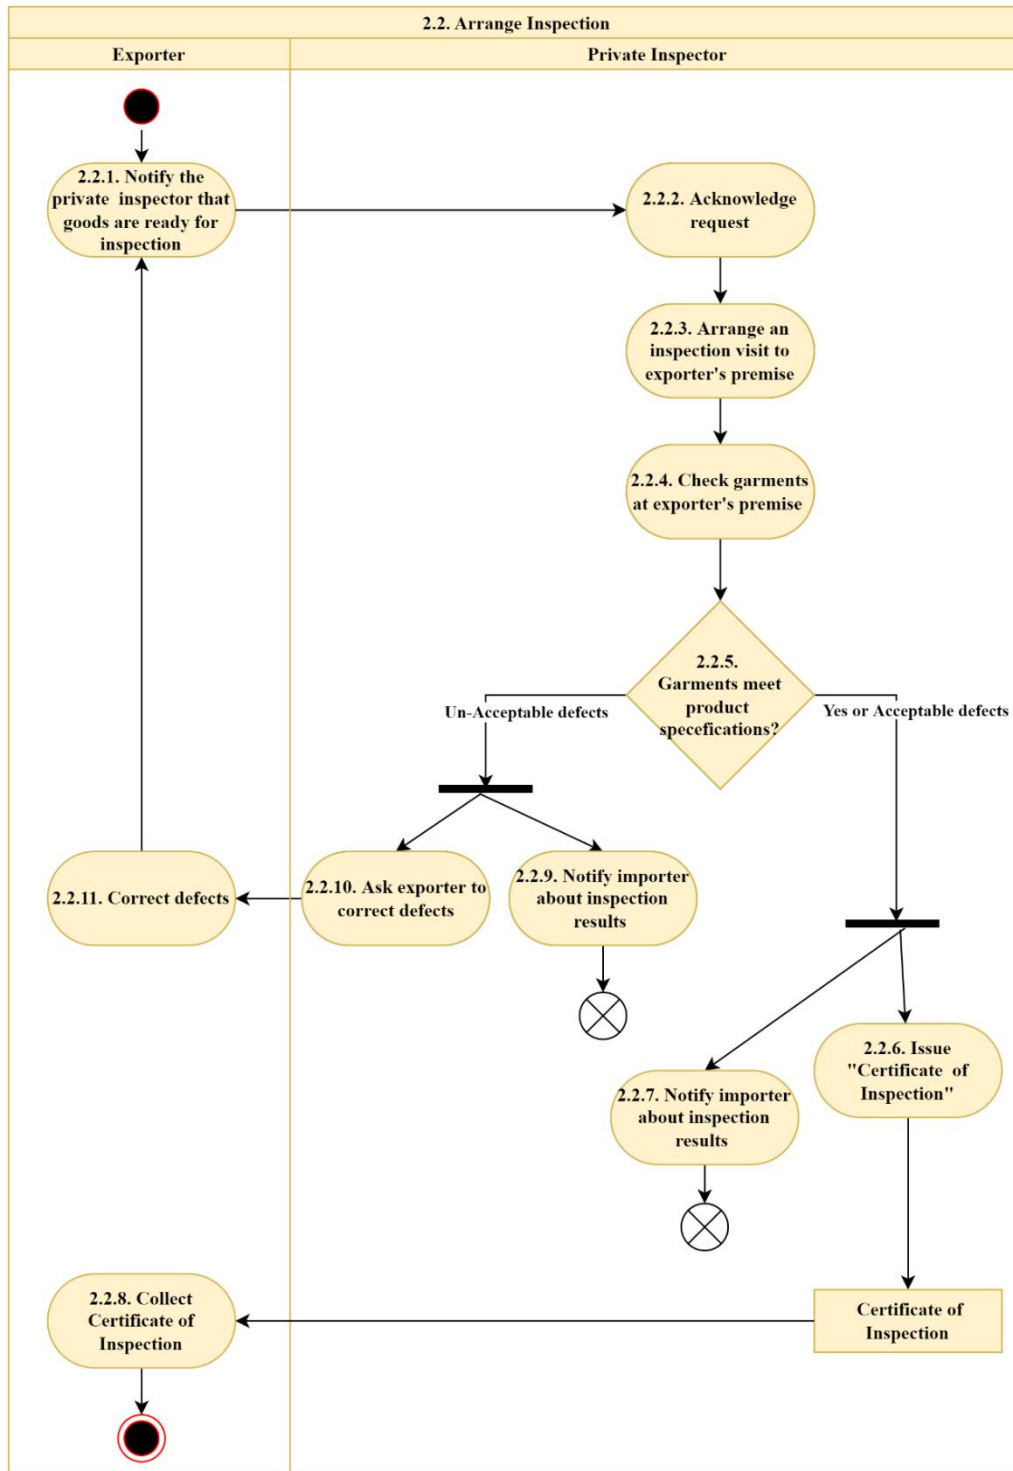 2.2. Arrange Inspection
Exporter
Private Inspector
2.2.1. Notify the
private inspector that
goods are ready for
inspection
2.2.2. Acknowledge
request
2.2.3. Arrange an
inspection visit to
exporter's premise
2.2.4. Check garments
at exporter's premise
2.2.5.
Garments meet
product
specefications?
Un-Acceptable defects
Yes or Acceptable defects
2.2.11. Correct defects
2.2.10. Ask exporter to
correct defects
2.2.9. Notify importer
about inspection
results
2.2.7. Notify importer
about inspection
results
2.2.6. Issue
"Certificate of
Inspection"
2.2.8. Collect
Certificate of
Inspection
Certificate of
Inspection